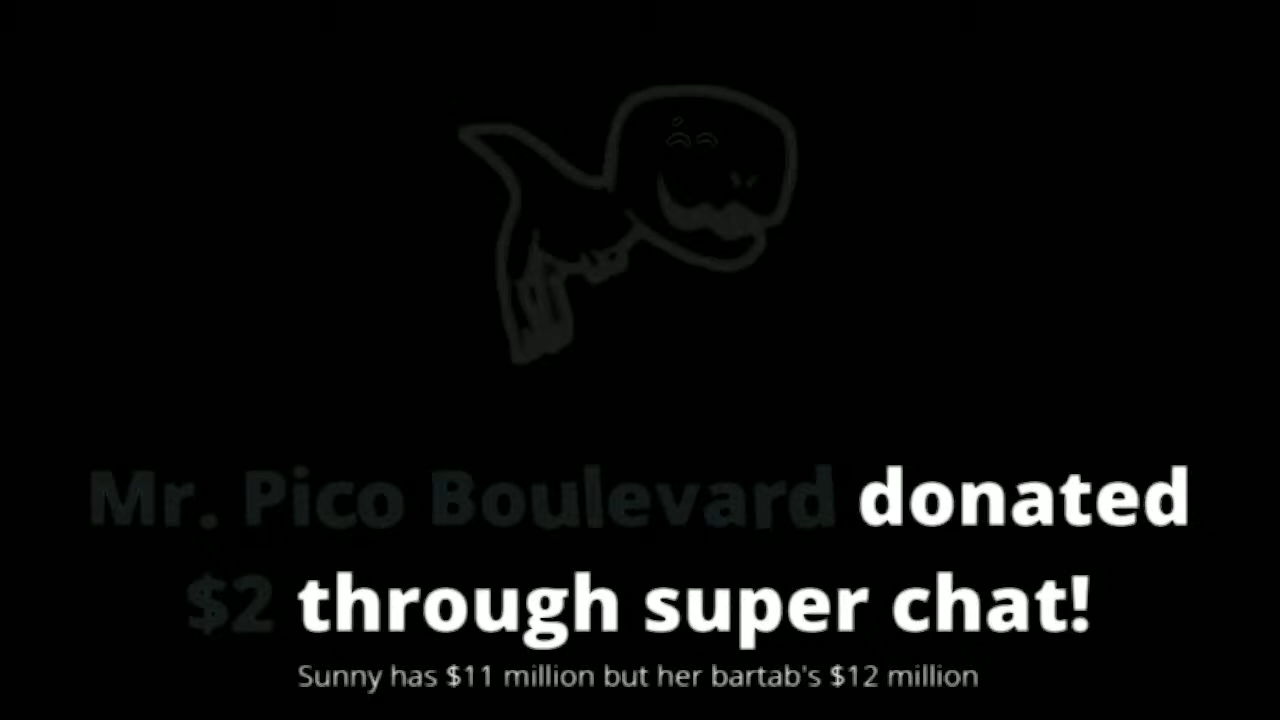 Mr. Pico Boulevard donated
$2 through super chat!
Sunny has $11 million but her bartab's $12 million